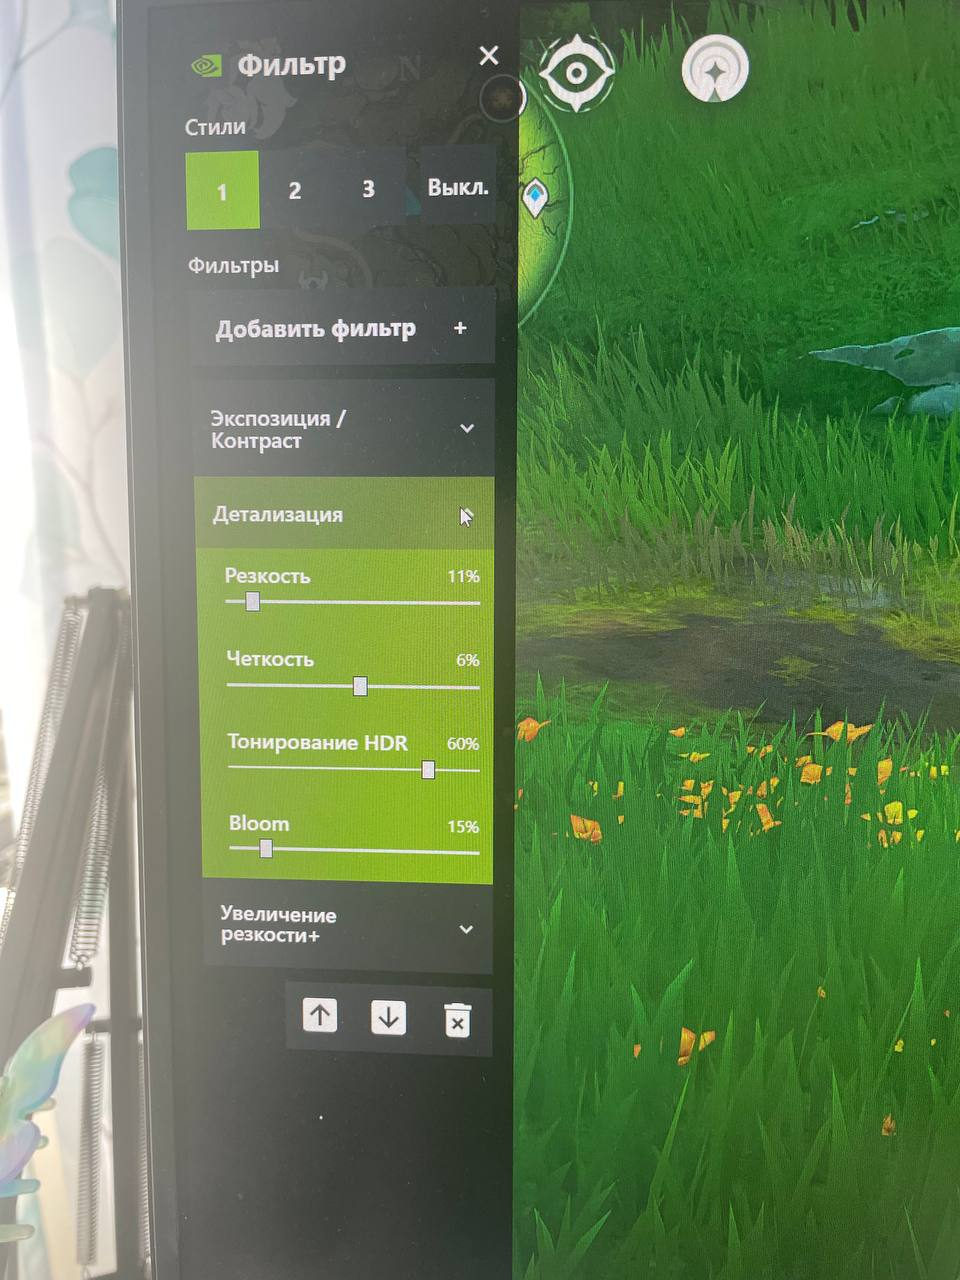 Фильтр
Стили
1 2 3 Выкл.
Фильтры
Добавить фильтр +
Экспозиция /
Контраст
Детализация
Резкость 11%
Четкость 6%
Тонирование HDR 60%
Bloom 15%
Увеличение
резкости+